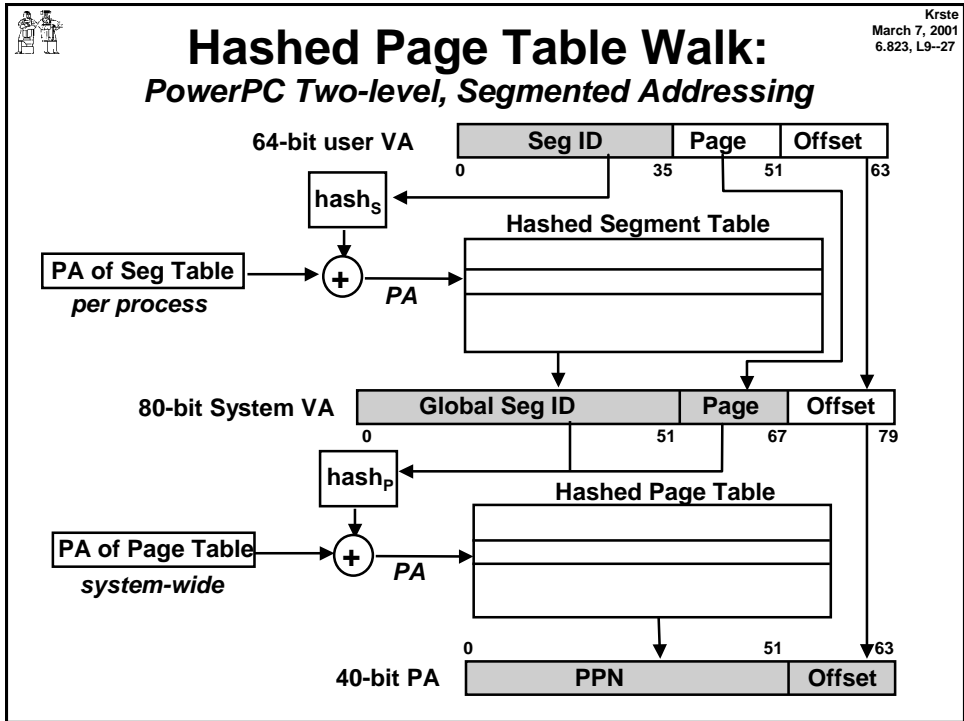 Krste
March 7, 2001
6.823, L9--27
Hashed Page Table Walk:
PowerPC Two-level, Segmented Addressing
64-bit user VA
Seg ID
Page
Offset
0
35
51
63
hashS
Hashed Segment Table
PA of Seg Table
+
PA
per process
80-bit System VA
Global Seg ID
Page
Offset
0
51
67
79
hashP
Hashed Page Table
PA of Page Table
+
PA
system-wide
0
51
63
40-bit PA
PPN
Offset